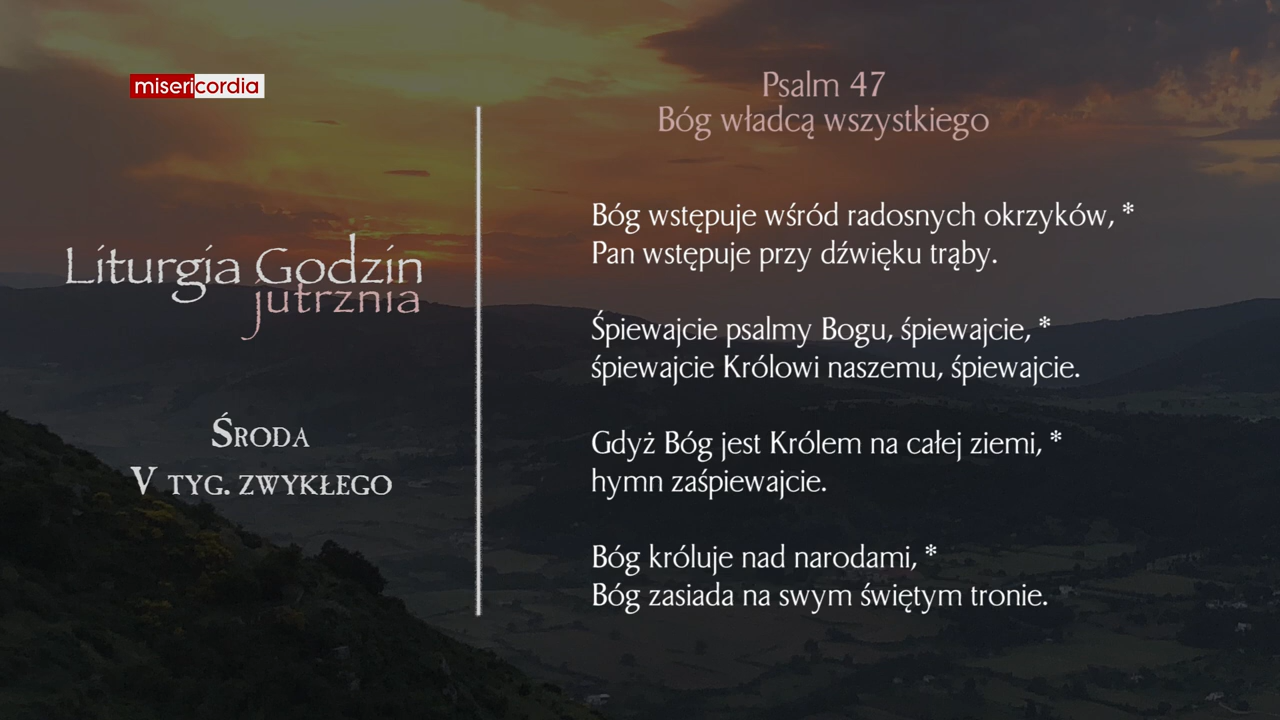 misericordia
Liturgia Godzin
jutrznia
Środa
V tyg. zwykłego
Psalm 47
Bóg władcą wszystkiego
Bóg wstępuje wśród radosnych okrzyków, *
Pan wstępuje przy dźwięku trąby.
Śpiewajcie psalmy Bogu, śpiewajcie, *
śpiewajcie Królowi naszemu, śpiewajcie.
Gdyż Bóg jest Królem na całej ziemi, *
hymn zaśpiewajcie.
Bóg króluje nad narodami, *
Bóg zasiada na swym świętym tronie.